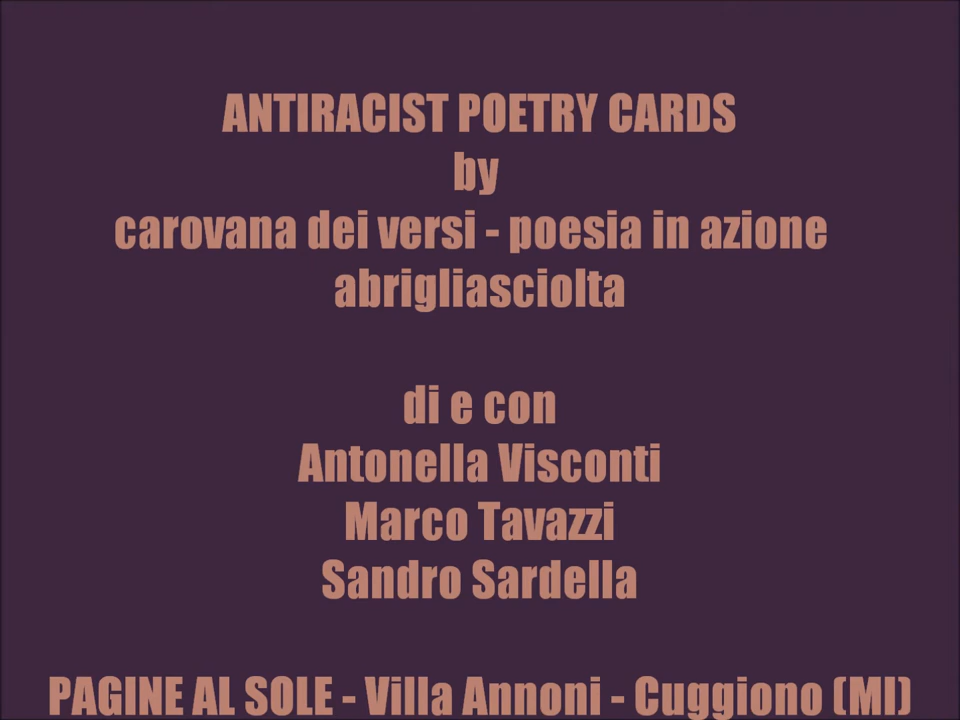 ANTIRACIST POETRY CARDS
by
carovana dei versi - poesia in azione
abrigliasciolta
di e con
Antonella Visconti
Marco Tavazzi
Sandro Sardella
PAGINE AL SOLE - Villa Annoni - Cuggiono (MI)